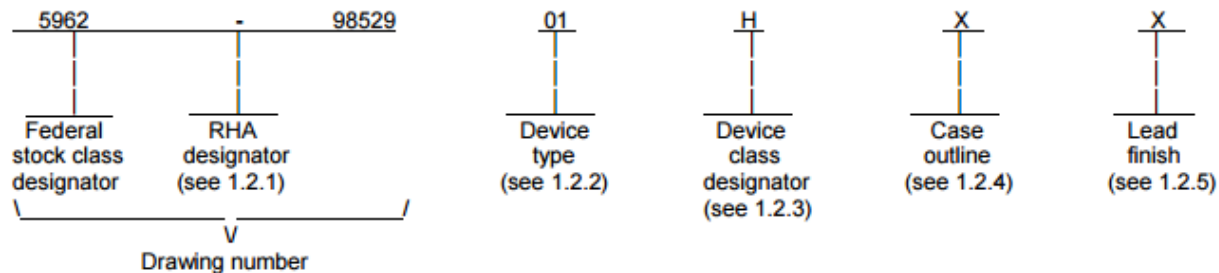 5962 - 98529 01 H X X
Federal RHA Device Device Case Lead
stock class designator type class outline finish
designator (see 1.2.1) (see 1.2.2) designator (see 1.2.4) (see 1.2.5)
(see 1.2.3)
\ /
\/
Drawing number